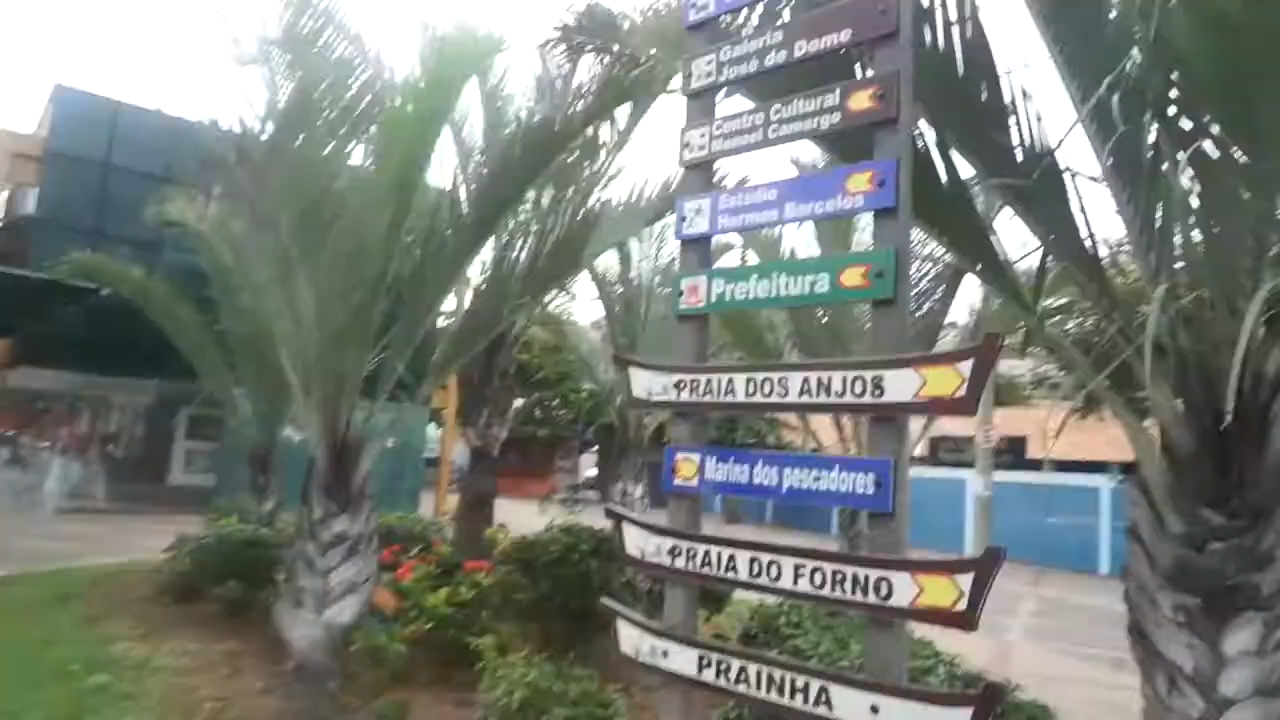 Galeria
José de Dome
Centro Cultural
Manoel Camargo
Estúdio
Hermes Barcelos
Prefeitura
PRAIA DOS ANJOS
Marina dos pescadores
PRAIA DO FORNO
PRAINHA